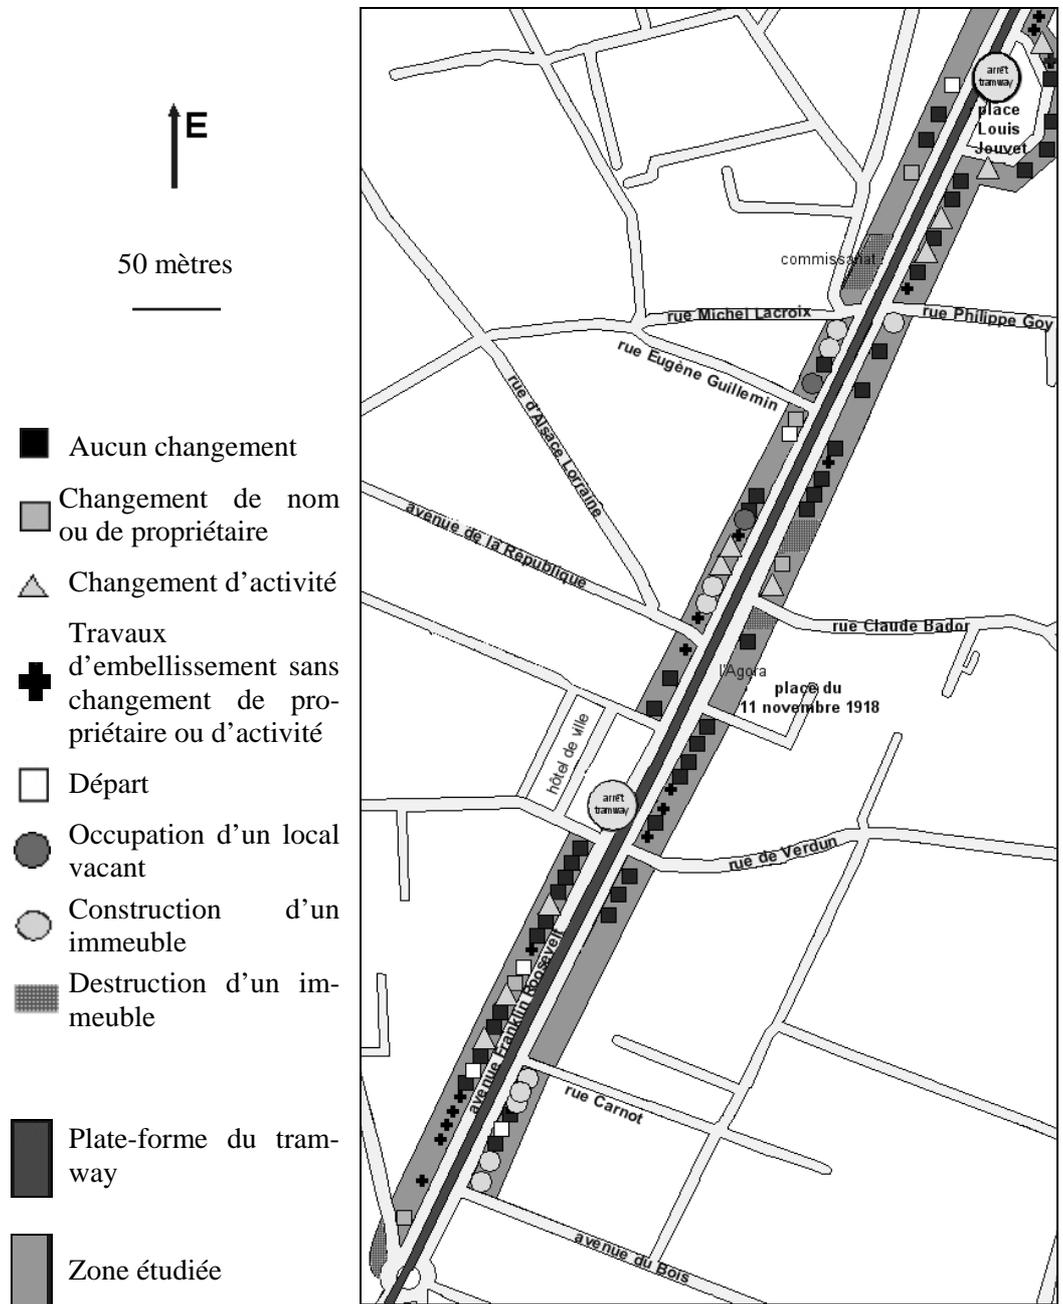 E
50 mètres
Aucun changement
Changement de nom
ou de propriétaire
Changement d'activité
Travaux
d'embellissement sans
changement de pro-
priétaire ou d'activité
Départ
Occupation d'un local
vacant
Construction d'un
immeuble
Destruction d'un im-
meuble
Plate-forme du tram-
way
Zone étudiée
arrêt
tramway
place
Louis
Jouvet
commissariat
rue Michel Lacroix
rue Philippe Goy
rue Eugène Guillemin
rue d'Alsace Lorraine
avenue de la République
rue Claude Bador
l'Agora
place du
11 novembre 1918
hôtel de ville
arrêt
tramway
rue de Verdun
avenue Franklin Roosevelt
rue Carnot
avenue du Bois